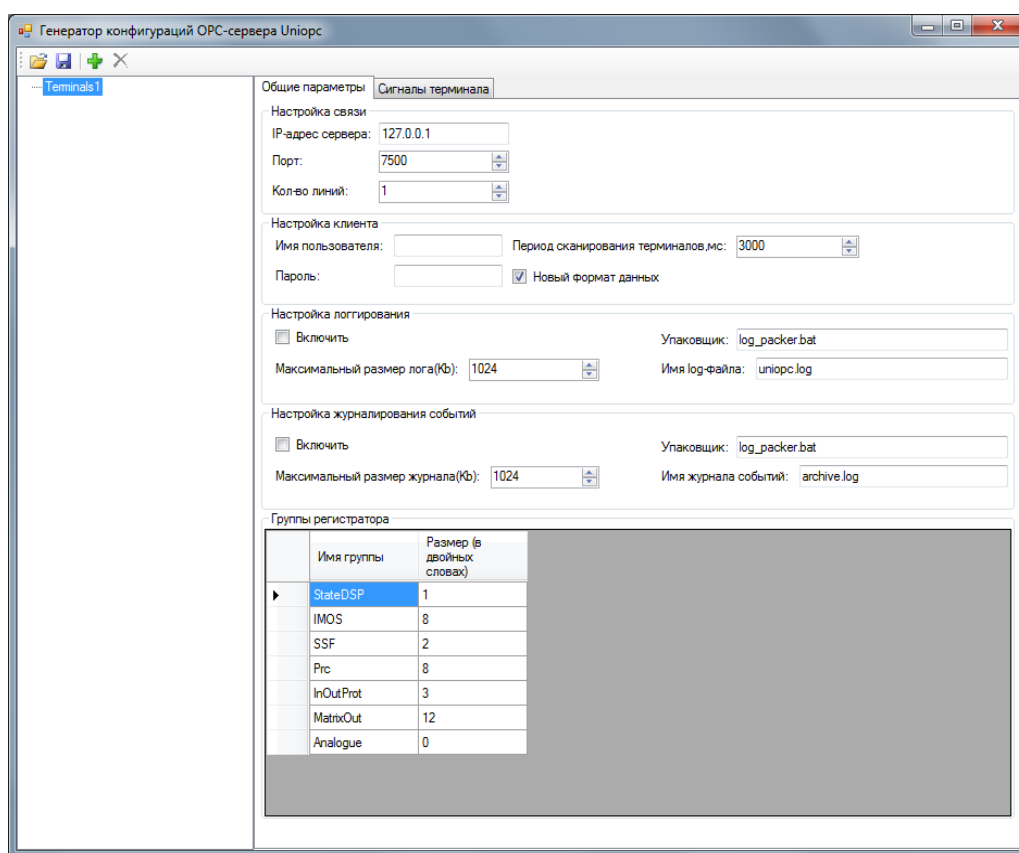 Генератор конфигураций OPC-сервера Uniopc
Terminals1
Общие параметры Сигналы терминала
Настройка связи
IP-адрес сервера: 127.0.0.1
Порт: 7500
Кол-во линий: 1
Настройка клиента
Имя пользователя: Период сканирования терминалов,мс: 3000
Пароль: Новый формат данных
Настройка логгирования
Включить Упаковщик: log_packer.bat
Максимальный размер лога(Kb): 1024 Имя log-файла: uniopc.log
Настройка журналирования событий
Включить Упаковщик: log_packer.bat
Максимальный размер журнала(Kb): 1024 Имя журнала событий: archive.log
Группы регистратора
Имя группы Размер (в
двойных
словах)
StateDSP 1
IMOS 8
SSF 2
Prc 8
InOutProt 3
MatrixOut 12
Analogue 0